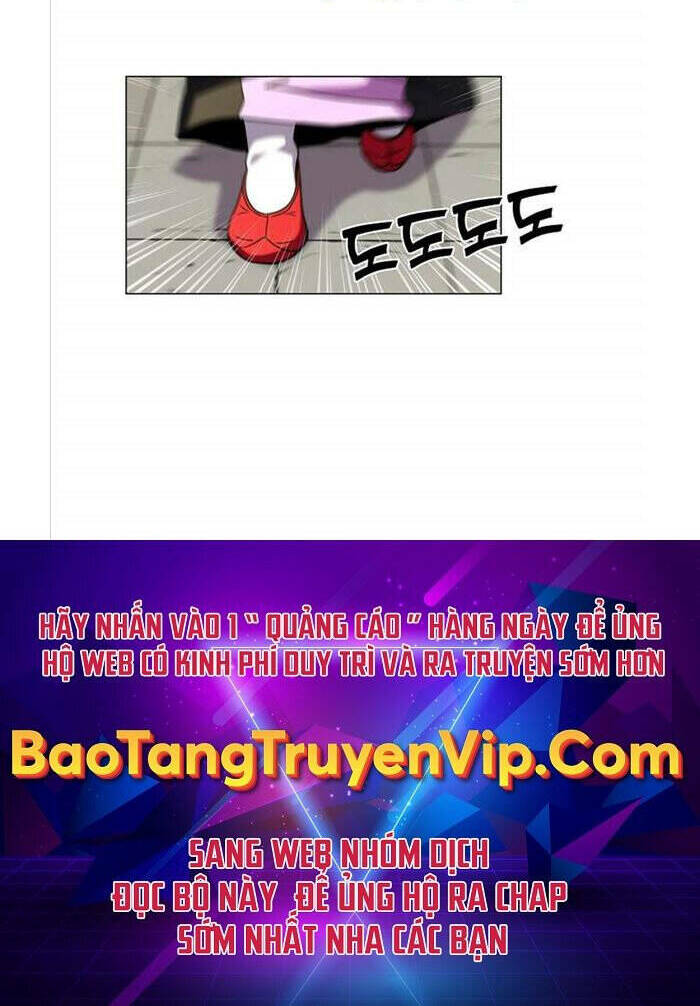 도도도도
HÃY NHẤN VÀO 1 “ QUẢNG CÁO ” HÀNG NGÀY ĐỂ ỦNG
HỘ WEB CÓ KINH PHÍ DUY TRÌ VÀ RA TRUYỆN SỚM HƠN
BaoTangTruyenVip.Com
SANG WEB NHÓM DỊCH
ĐỌC BỘ NÀY ĐỂ ỦNG HỘ RA CHAP
SỚM NHẤT NHA CÁC BẠN